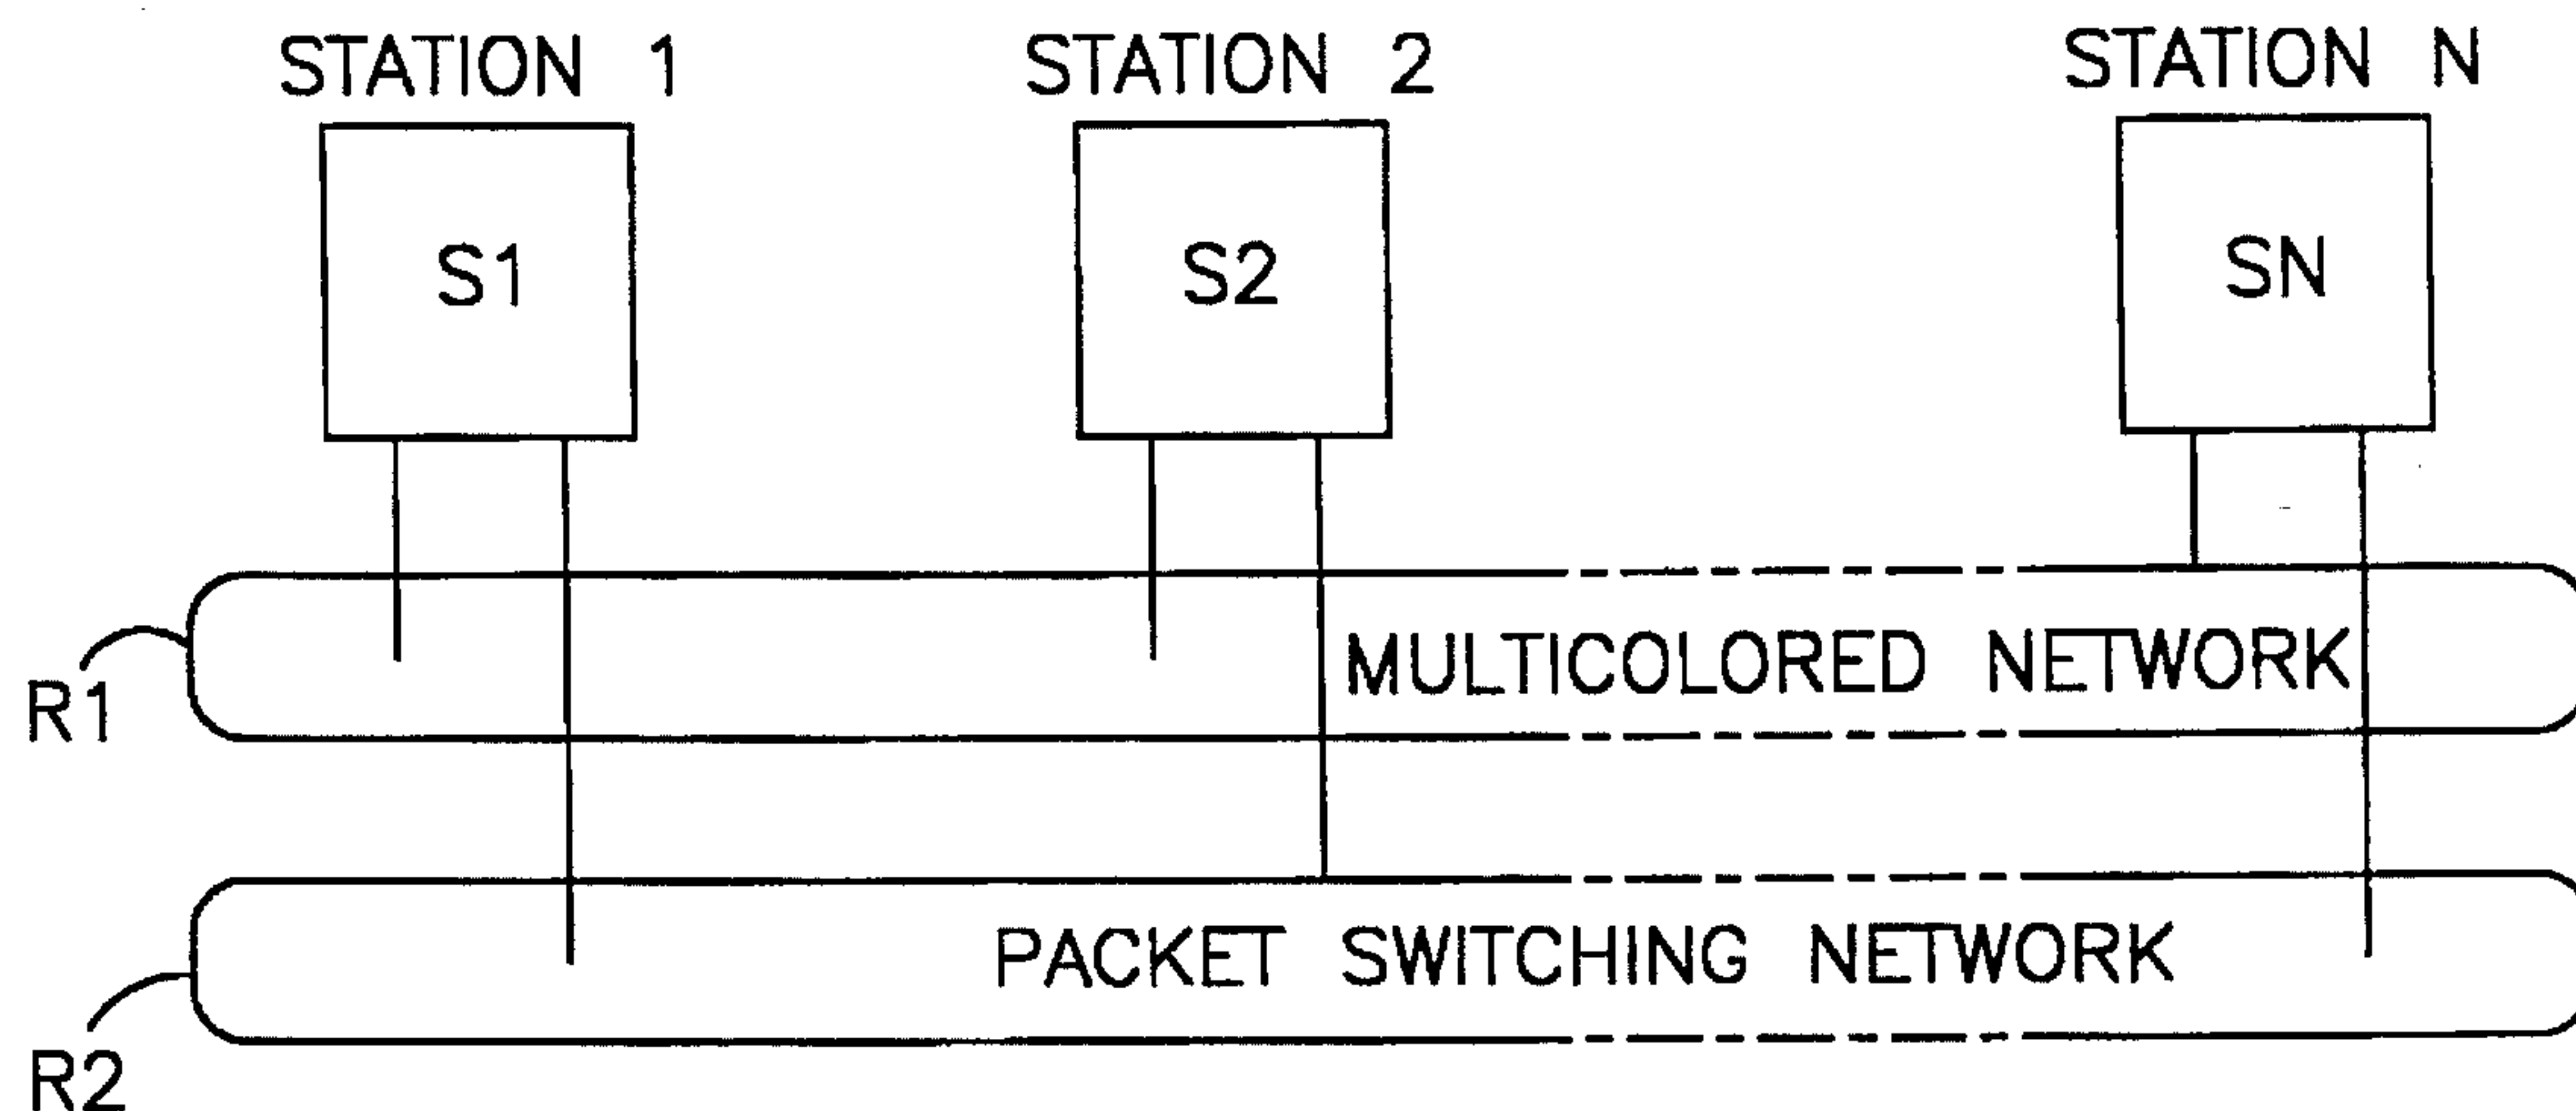 STATION 1 STATION 2 STATION N
S1 S2 SN
MULTICOLORED NETWORK
R1
PACKET SWITCHING NETWORK
R2